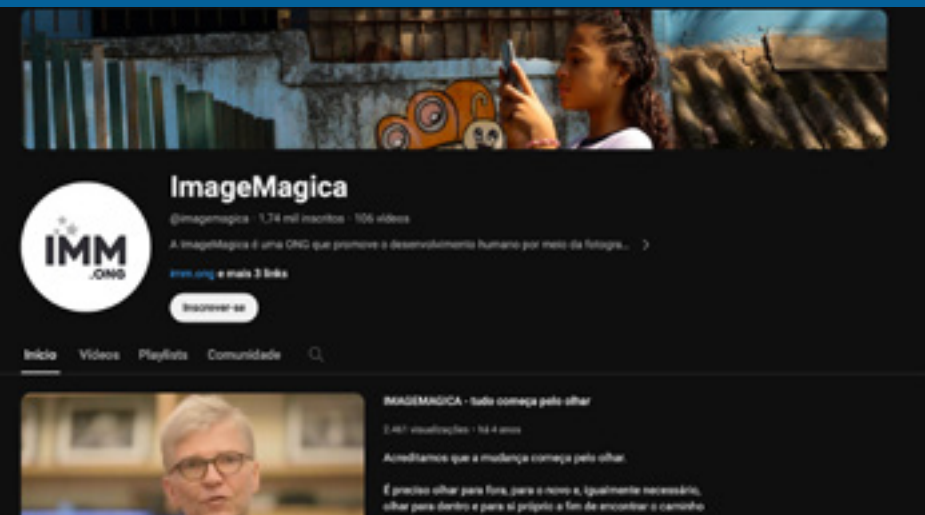 ImageMagica
@imagemagica · 1,74 mil inscritos · 106 vídeos
A ImageMagica é uma ONG que promove o desenvolvimento humano por meio da fotogra...
IMM
.ONG
imm.ong e mais 3 links
Inscrever-se
Início Vídeos Playlists Comunidade
IMAGEMAGICA - tudo começa pelo olhar
2.461 visualizações · há 4 anos
Acreditamos que a mudança começa pelo olhar.
É preciso olhar para fora, para o novo e, igualmente necessário,
olhar para dentro e para si próprio a fim de encontrar o caminho